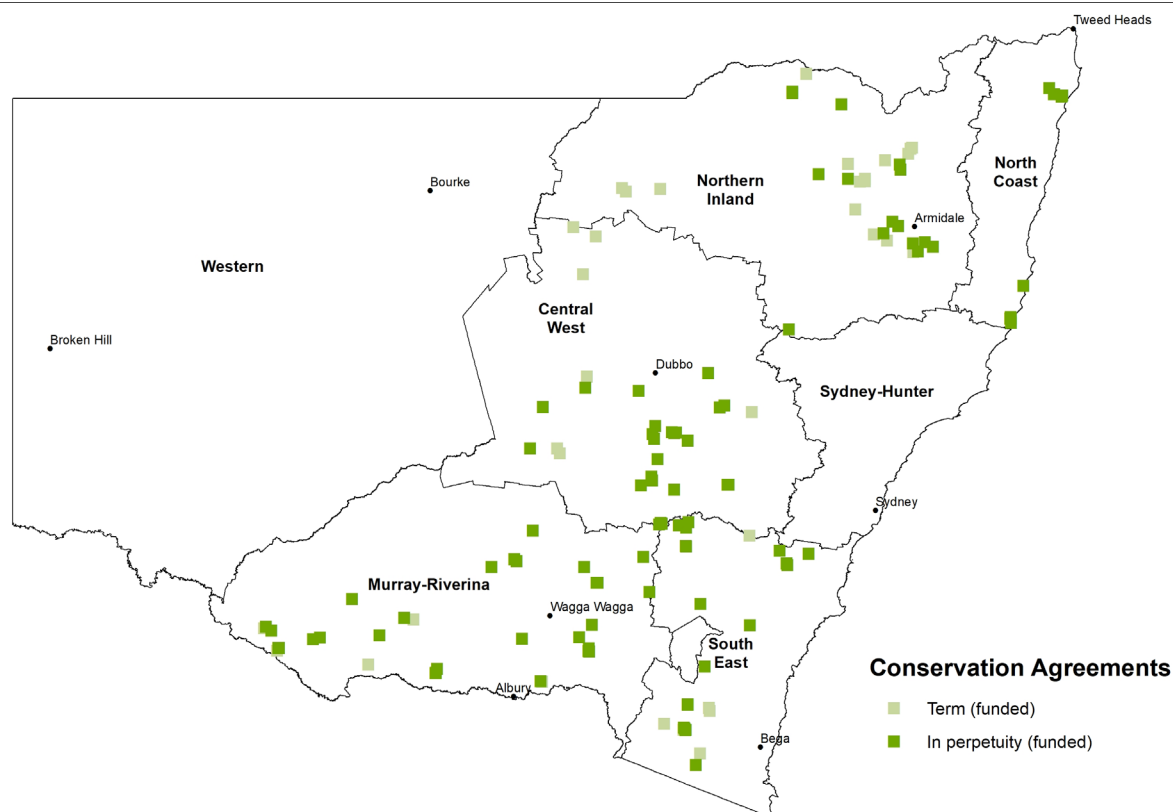 Tweed Heads
Bourke
Northern
Inland
North
Coast
Armidale
Western
Central
West
Broken Hill
Dubbo
Sydney-Hunter
Sydney
Murray-Riverina
Wagga Wagga
South
East
Albury
Bega
Conservation Agreements
Term (funded)
In perpetuity (funded)